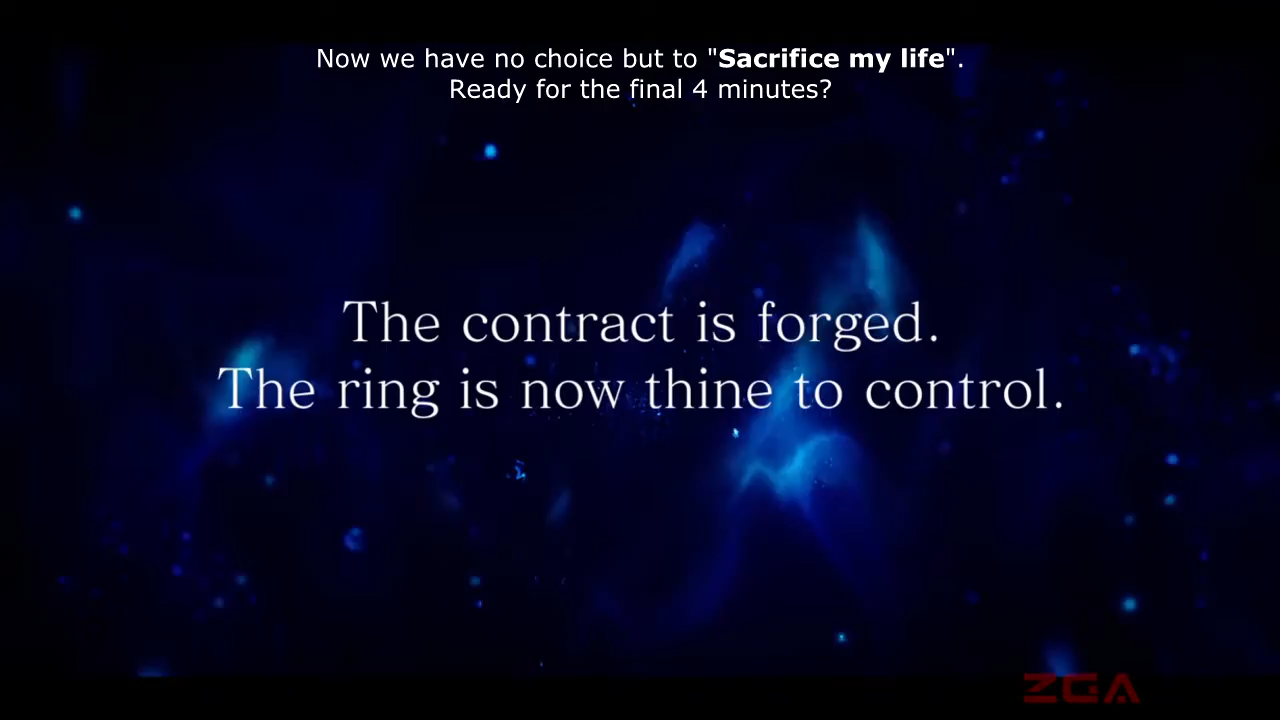 Now we have no choice but to "Sacrifice my life".
Ready for the final 4 minutes?
The contract is forged.
The ring is now thine to control.
ZGA